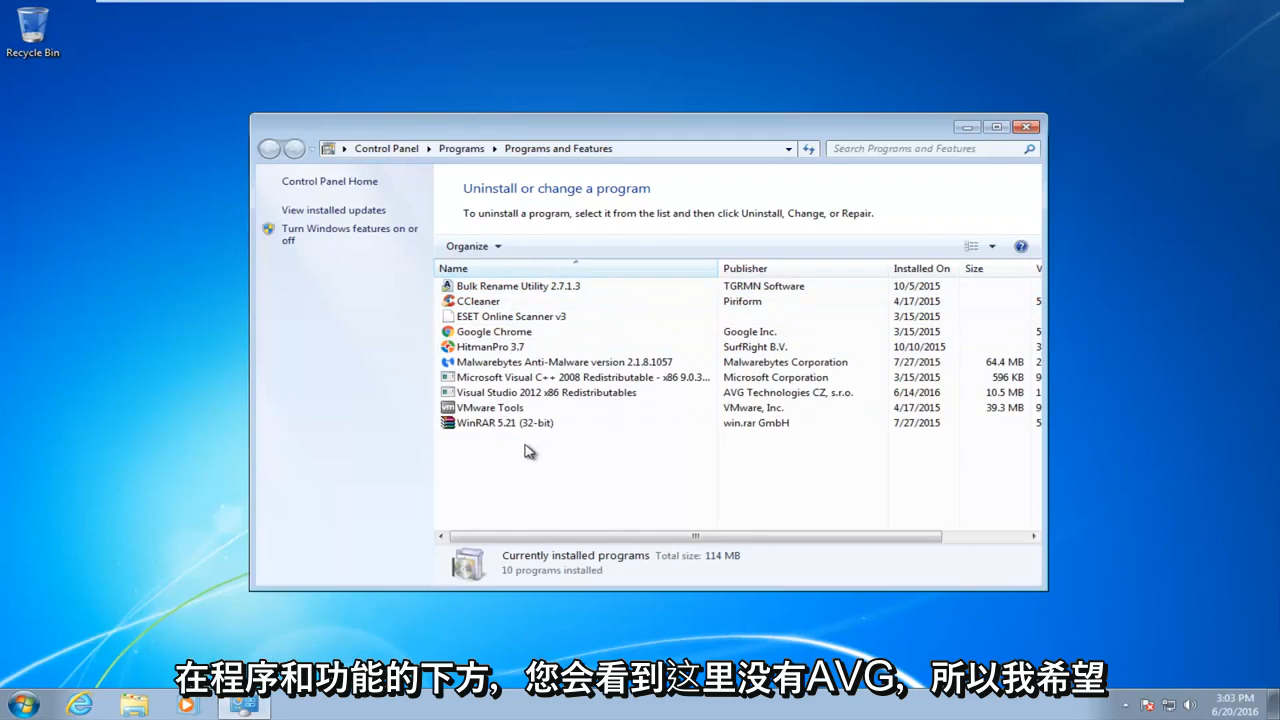 Recycle Bin
Control Panel
Programs
Programs and Features
Search Programs and Features
Control Panel Home
View installed updates
Turn Windows features on or
off
Uninstall or change a program
To uninstall a program, select it from the list and then click Uninstall, Change, or Repair.
Organize
Name Publisher Installed On Size V
Bulk Rename Utility 2.7.1.3 TGRMN Software 10/5/2015
CCleaner Piriform 4/17/2015 5
ESET Online Scanner v3 3/15/2015
Google Chrome Google Inc. 3/15/2015 5
HitmanPro 3.7 SurfRight B.V. 10/10/2015 3
Malwarebytes Anti-Malware version 2.1.8.1057 Malwarebytes Corporation 7/27/2015 64.4 MB 2
Microsoft Visual C++ 2008 Redistributable - x86 9.0.3... Microsoft Corporation 3/15/2015 596 KB 9
Visual Studio 2012 x86 Redistributables AVG Technologies CZ, s.r.o. 6/14/2016 10.5 MB 1
VMware Tools VMware, Inc. 4/17/2015 39.3 MB 9
WinRAR 5.21 (32-bit) win.rar GmbH 7/27/2015 5
Currently installed programs Total size: 114 MB
10 programs installed
在程序和功能的下方，您会看到这里没有AVG，所以我希望
3:03 PM
6/20/2016